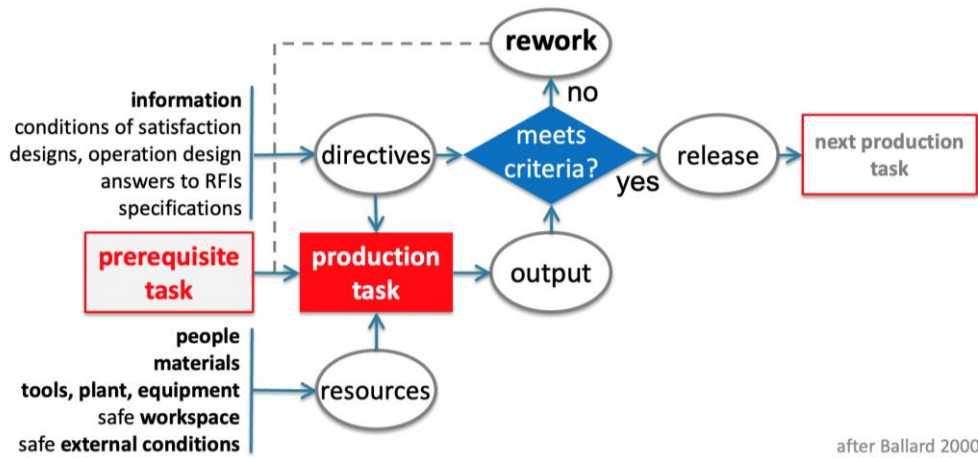 rework
no
information
conditions of satisfaction
designs, operation design
answers to RFIs
specifications
directives
meets
criteria?
yes
release
next production
task
prerequisite
task
production
task
output
people
materials
tools, plant, equipment
safe workspace
safe external conditions
resources
after Ballard 2000